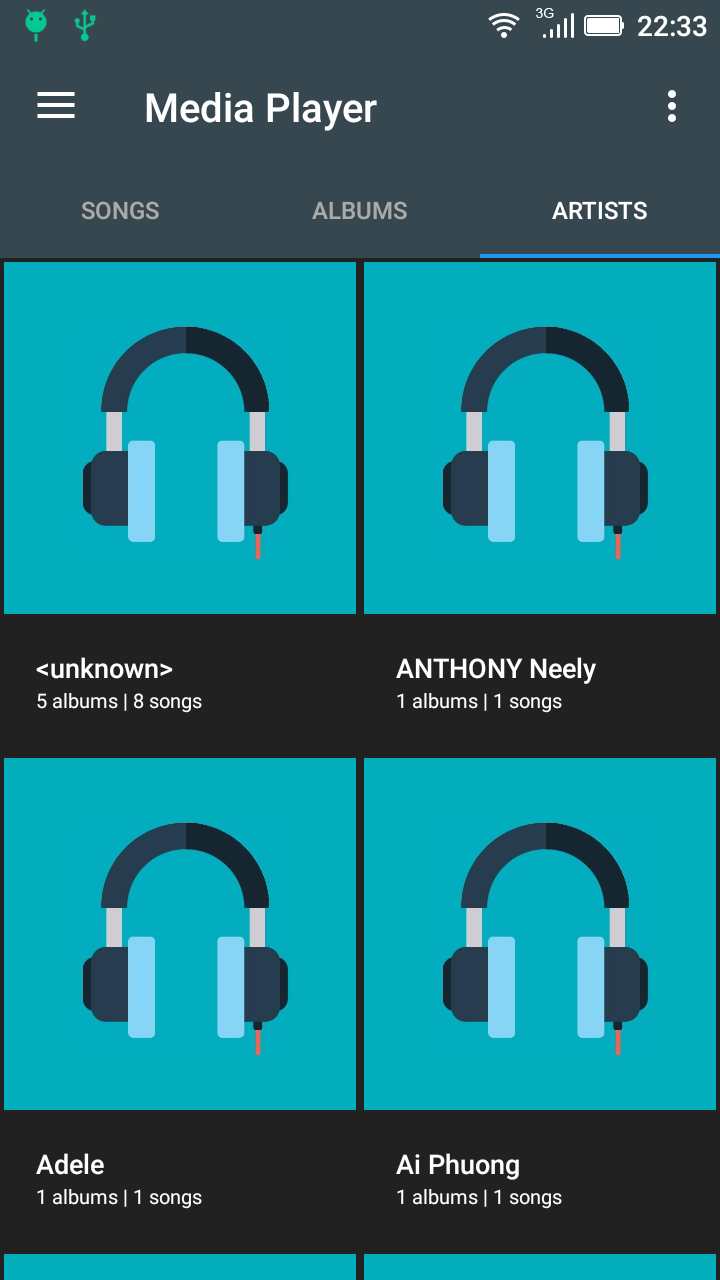 3G 22:33
Media Player
SONGS ALBUMS ARTISTS
<unknown>
5 albums | 8 songs
ANTHONY Neely
1 albums | 1 songs
Adele
1 albums | 1 songs
Ai Phuong
1 albums | 1 songs